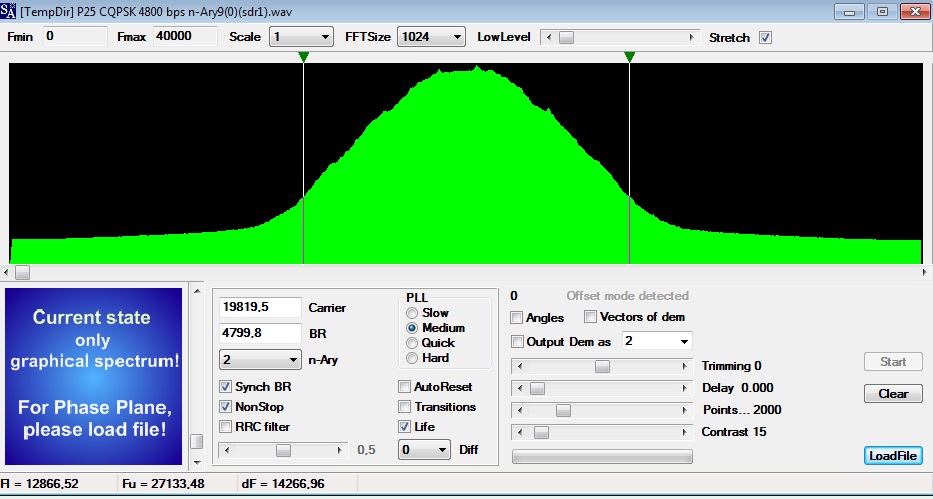 SA [TempDir] P25 CQPSK 4800 bps n-Ary9(0)(sdr1).wav
Fmin 0 Fmax 40000 Scale 1 FFTSize 1024 LowLevel Stretch
Current state
only
graphical spectrum!
For Phase Plane,
please load file!
19819,5 Carrier
4799,8 BR
2 n-Ary
Synch BR
NonStop
RRC filter
0,5
PLL
Slow
Medium
Quick
Hard
AutoReset
Transitions
Life
0 Diff
0 Offset mode detected
Angles Vectors of dem
Output Dem as 2
Trimming 0
Delay 0.000
Points... 2000
Contrast 15
Start
Clear
LoadFile
Fl = 12866,52 Fu = 27133,48 dF = 14266,96